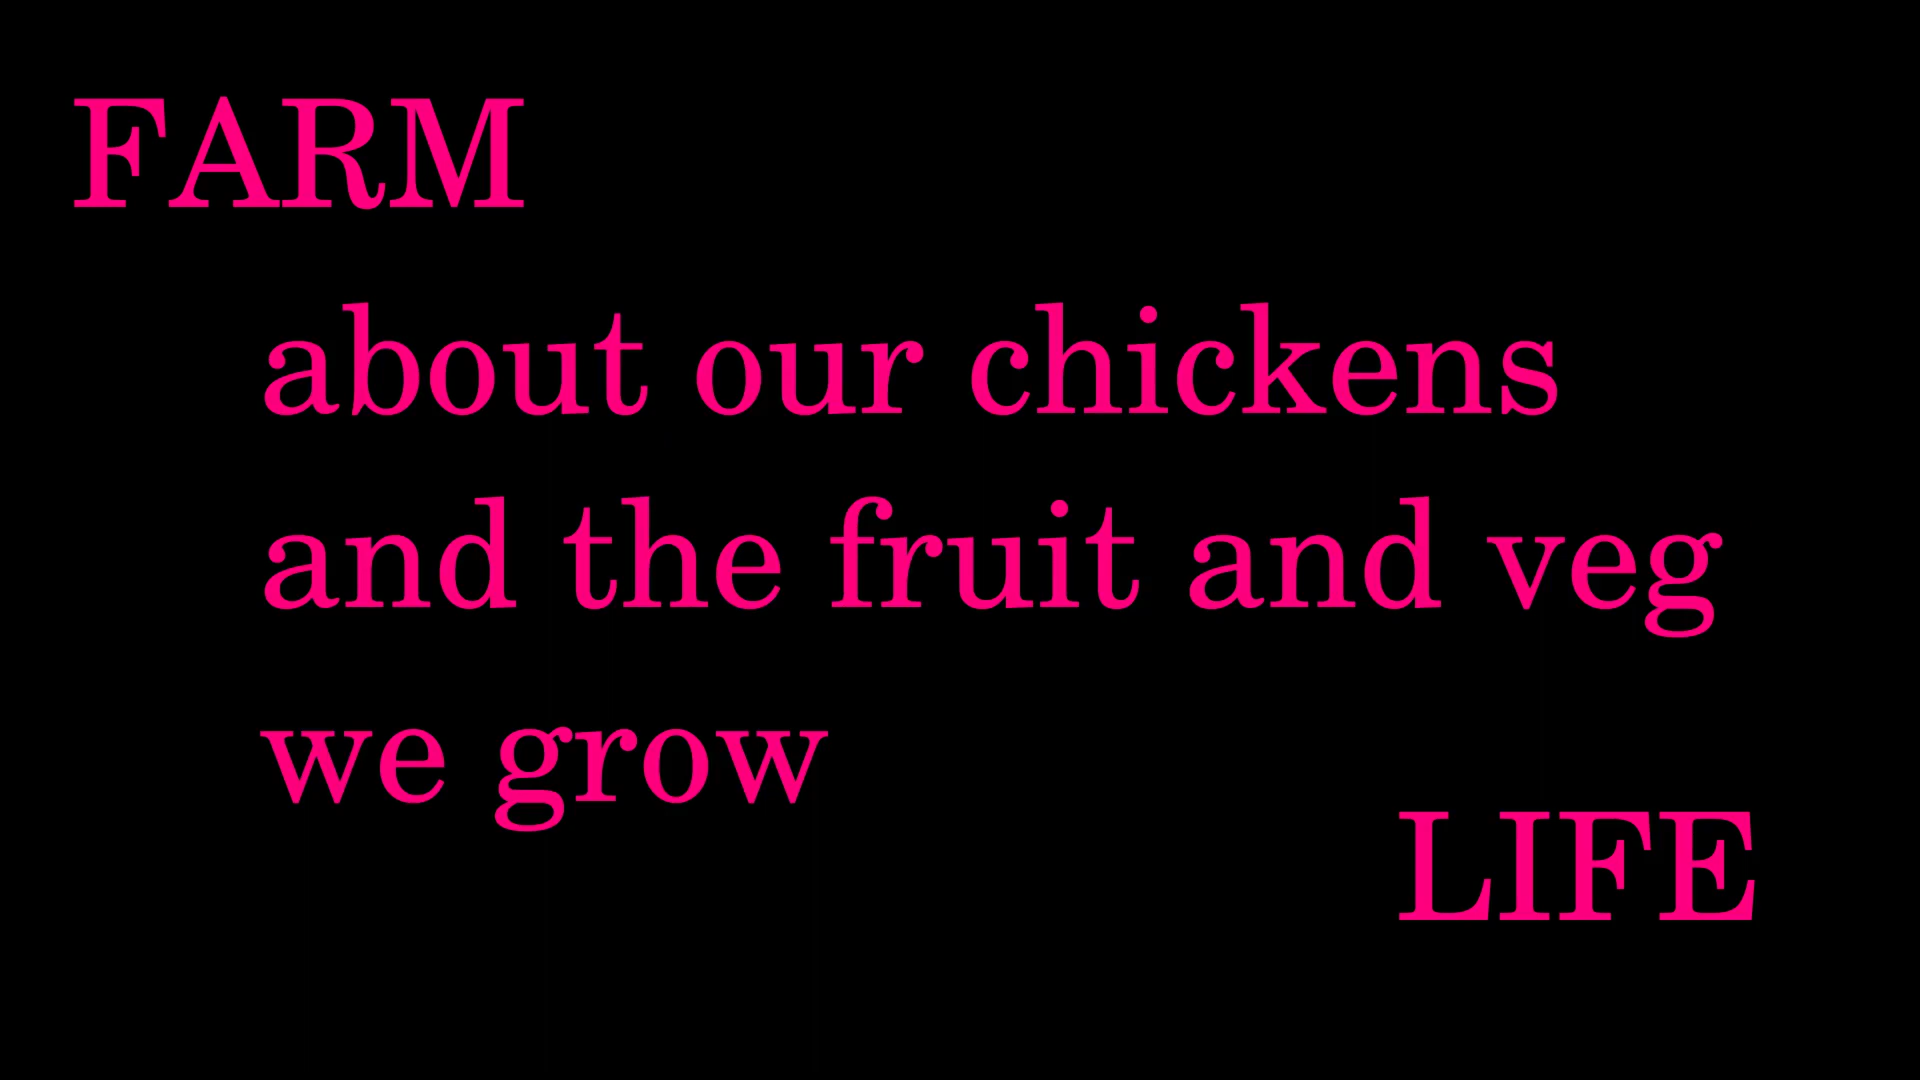 FARM
about our chickens
and the fruit and veg
we grow
LIFE